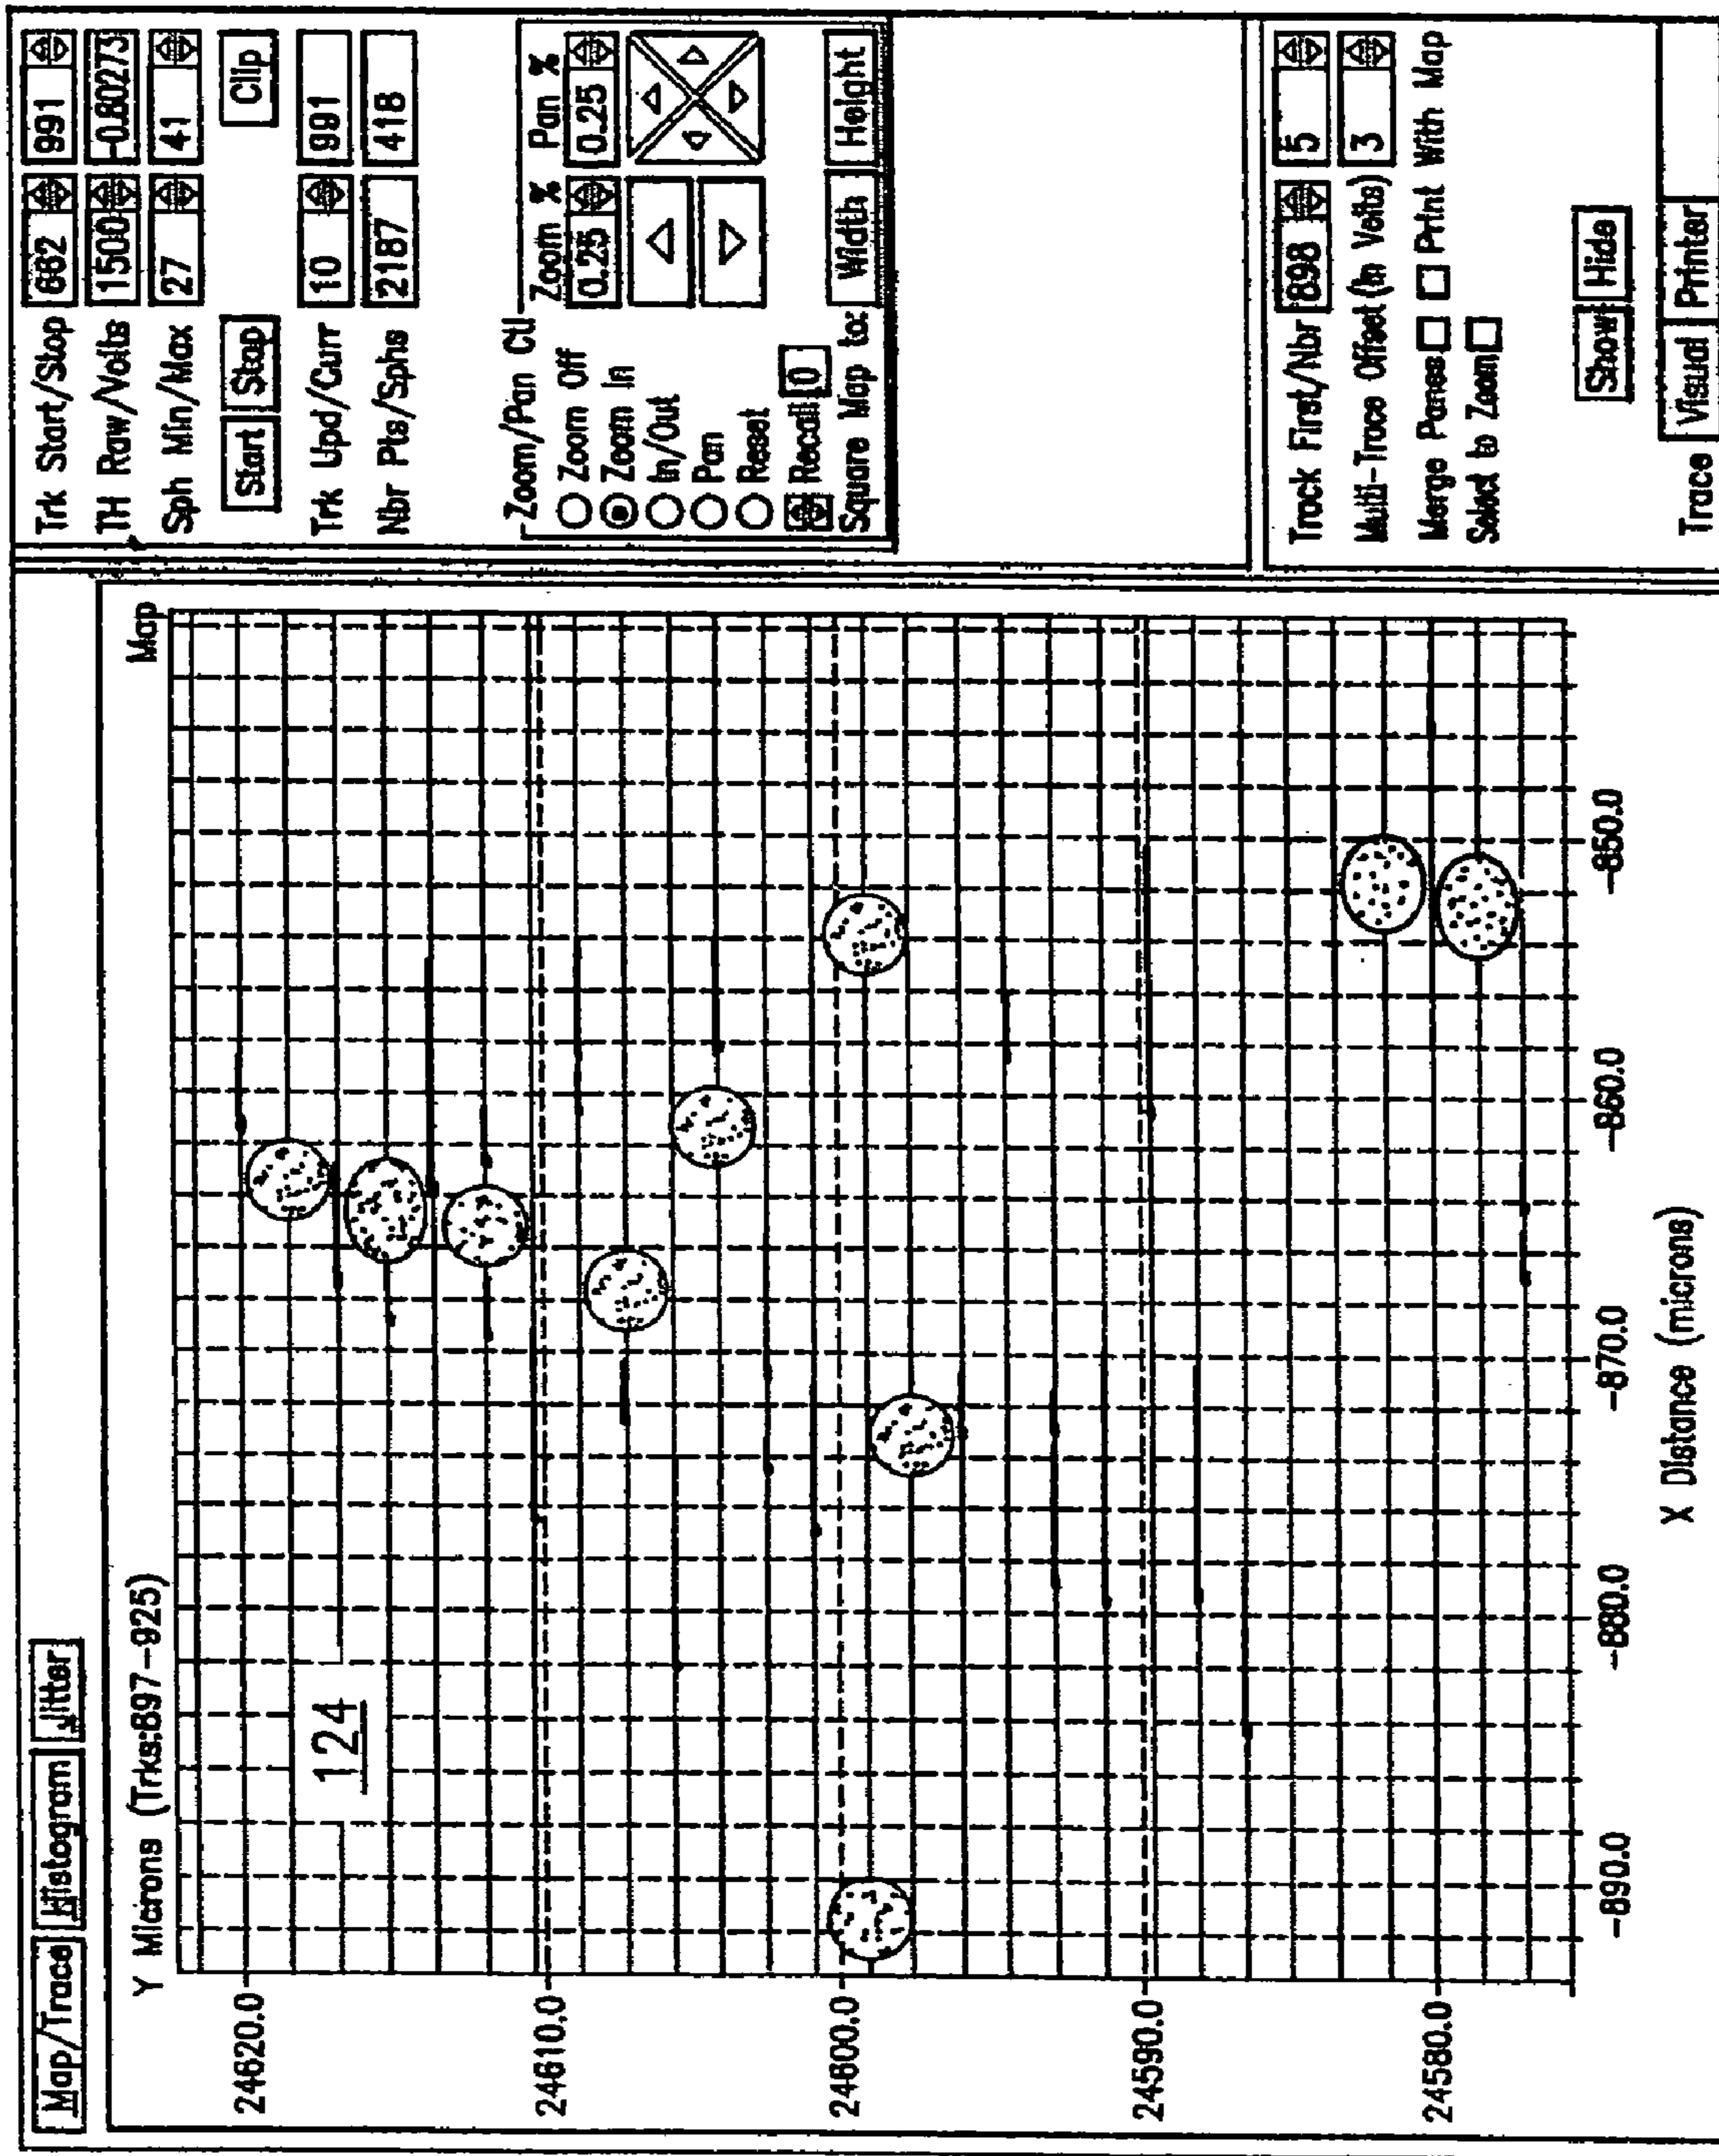 Map/Trace Histogram Jitter
Y Microns (Trks:897-925)
Map
24620.0
24610.0
24600.0
24590.0
24580.0
124
-890.0 -880.0 -870.0 -860.0 -850.0
X Distance (microns)
Trk Start/Stop 882 991
TH Raw/Volts 1500 -0.80273
Sph Min/Max 27 41
Start Stop Clip
Trk Upd/Curr 10 991
Nbr Pts/Sphs 2187 418
Zoom/Pan Ctl
Zoom % Pan %
Zoom Off 0.25 0.25
Zoom In
In/Out
Pan
Reset
Recall 0
Square Map to: Width Height
Track First/Nbr 898 5
Multi-Trace Offset (in Volts) 3
Merge Panes Print With Map
Select to Zoom
Show Hide
Trace Visual Printer